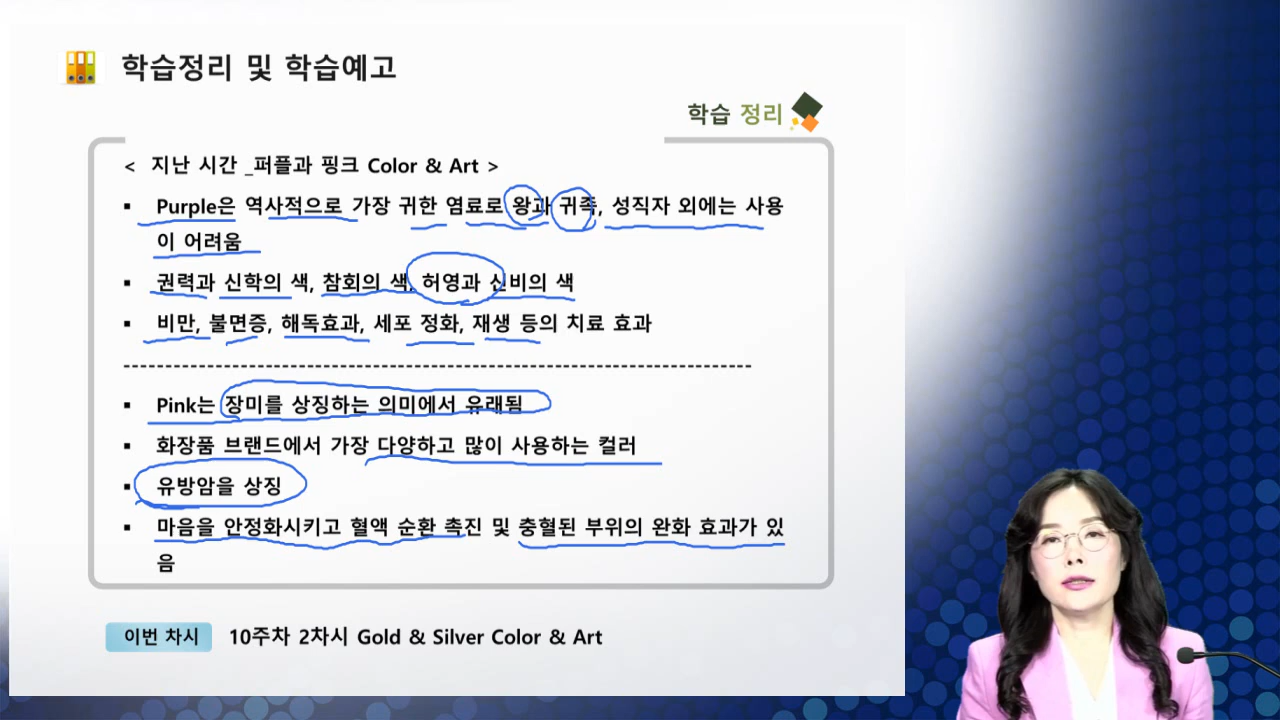 학습정리 및 학습예고
학습 정리
< 지난 시간 _퍼플과 핑크 Color & Art >
▪ Purple은 역사적으로 가장 귀한 염료로 왕과 귀족, 성직자 외에는 사용
이 어려움
▪ 권력과 신학의 색, 참회의 색, 허영과 신비의 색
▪ 비만, 불면증, 해독효과, 세포 정화, 재생 등의 치료 효과
---------------------------------------------------------------------------
▪ Pink는 장미를 상징하는 의미에서 유래됨
▪ 화장품 브랜드에서 가장 다양하고 많이 사용하는 컬러
▪ 유방암을 상징
▪ 마음을 안정화시키고 혈액 순환 촉진 및 충혈된 부위의 완화 효과가 있
음
이번 차시 10주차 2차시 Gold & Silver Color & Art